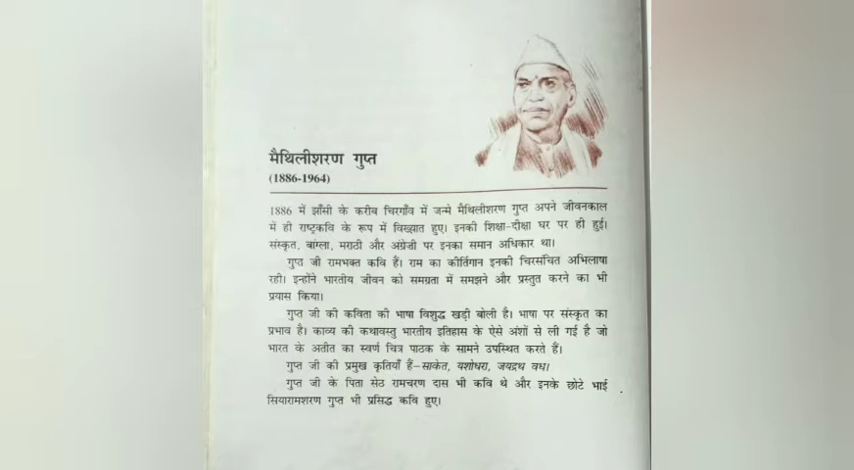 मैथिलीशरण गुप्त
(1886-1964)
1886 में झाँसी के करीब चिरगाँव में जन्मे मैथिलीशरण गुप्त अपने जीवनकाल
में ही राष्ट्रकवि के रूप में विख्यात हुए। इनकी शिक्षा-दीक्षा घर पर ही हुई।
संस्कृत, बांग्ला, मराठी और अंग्रेज़ी पर इनका समान अधिकार था।
गुप्त जी रामभक्त कवि हैं। राम का कीर्तिगान इनकी चिरसंचित अभिलाषा
रही। इन्होंने भारतीय जीवन को समग्रता में समझने और प्रस्तुत करने का भी
प्रयास किया।
गुप्त जी की कविता की भाषा विशुद्ध खड़ी बोली है। भाषा पर संस्कृत का
प्रभाव है। काव्य की कथावस्तु भारतीय इतिहास के ऐसे अंशों से ली गई है जो
भारत के अतीत का स्वर्ण चित्र पाठक के सामने उपस्थित करते हैं।
गुप्त जी की प्रमुख कृतियाँ हैं–साकेत, यशोधरा, जयद्रथ वध।
गुप्त जी के पिता सेठ रामचरण दास भी कवि थे और इनके छोटे भाई
सियारामशरण गुप्त भी प्रसिद्ध कवि हुए।